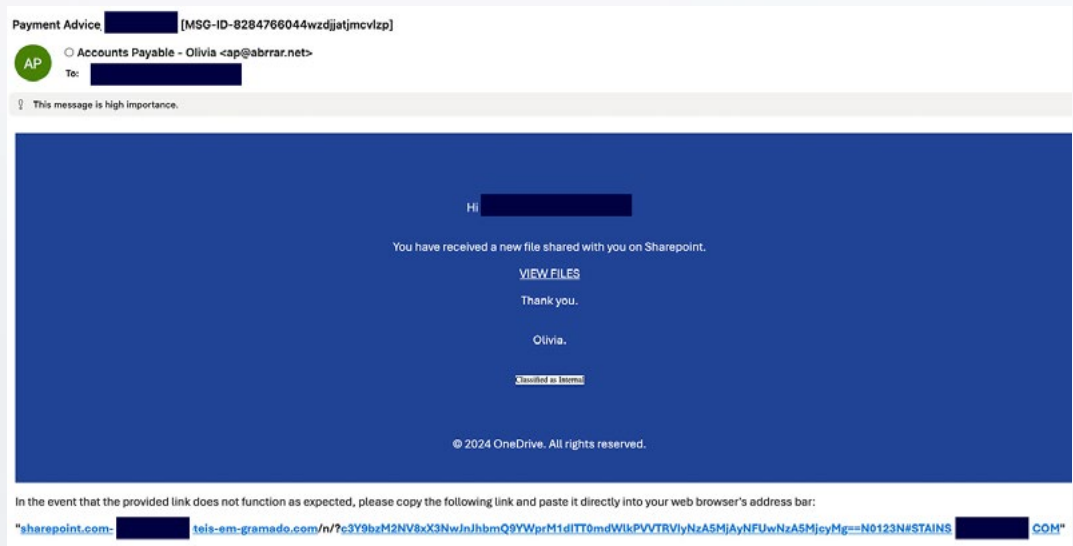 Payment Advice [MSG-ID-8284766044wzdjjatjmcvlzp]
AP
Accounts Payable - Olivia <ap@abrrar.net>
To:
This message is high importance.
Hi
You have received a new file shared with you on Sharepoint.
VIEW FILES
Thank you.
Olivia.
Classified as Internal
© 2024 OneDrive. All rights reserved.
In the event that the provided link does not function as expected, please copy the following link and paste it directly into your web browser's address bar:
"sharepoint.com- teis-em-gramado.com/n/?c3Y9bzM2NV8xX3NwJnJhbmQ9YWprM1dITT0mdWlkPVVTRVIyNzA5MjAyNFUwNzA5MjcyMg==N0123N#STAINS COM"